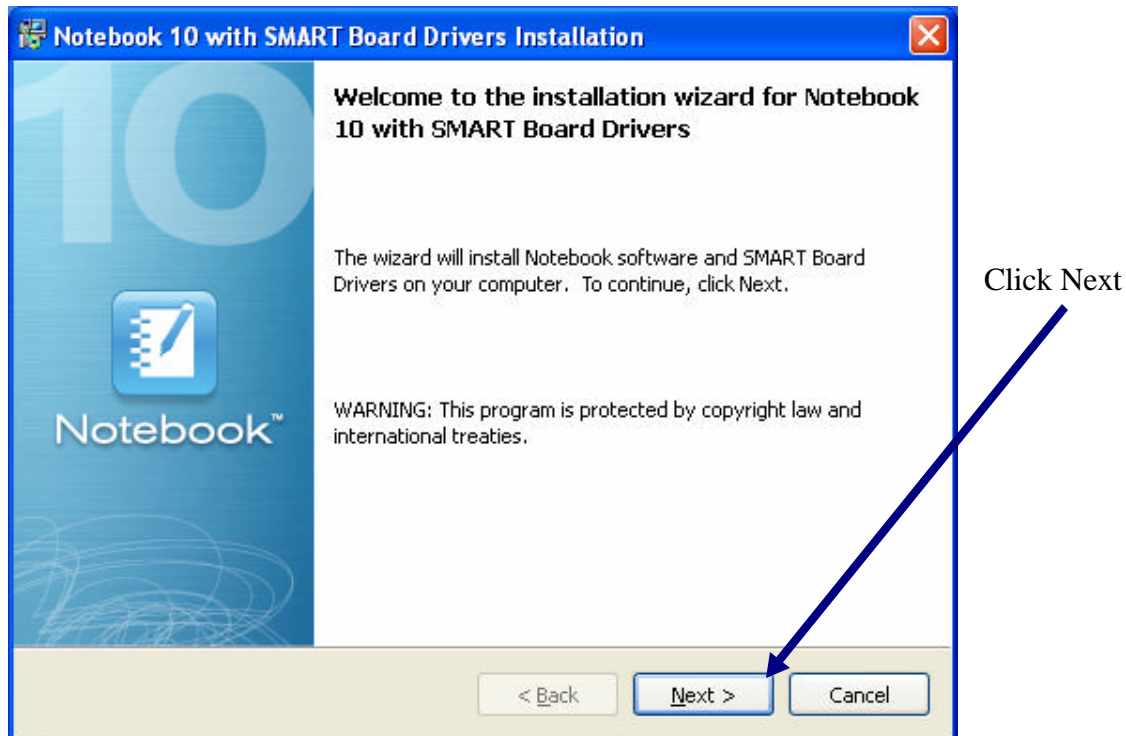 Notebook 10 with SMART Board Drivers Installation
10
Notebook™
Welcome to the installation wizard for Notebook
10 with SMART Board Drivers
The wizard will install Notebook software and SMART Board
Drivers on your computer.  To continue, click Next.
WARNING: This program is protected by copyright law and
international treaties.
Click Next
< Back
Next >
Cancel